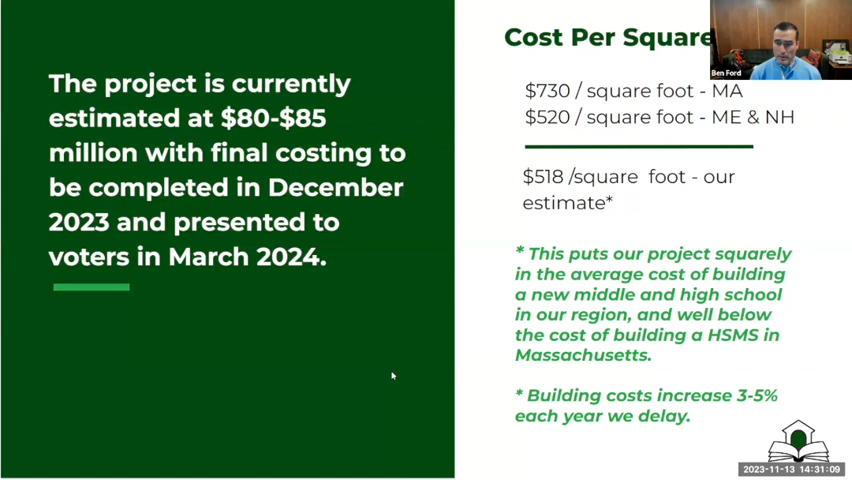 The project is currently
estimated at $80-$85
million with final costing to
be completed in December
2023 and presented to
voters in March 2024.
Cost Per Square
Ben Ford
$730 / square foot - MA
$520 / square foot - ME & NH
$518 /square foot - our
estimate*
* This puts our project squarely
in the average cost of building
a new middle and high school
in our region, and well below
the cost of building a HSMS in
Massachusetts.
* Building costs increase 3-5%
each year we delay.
2023-11-13 14:31:09